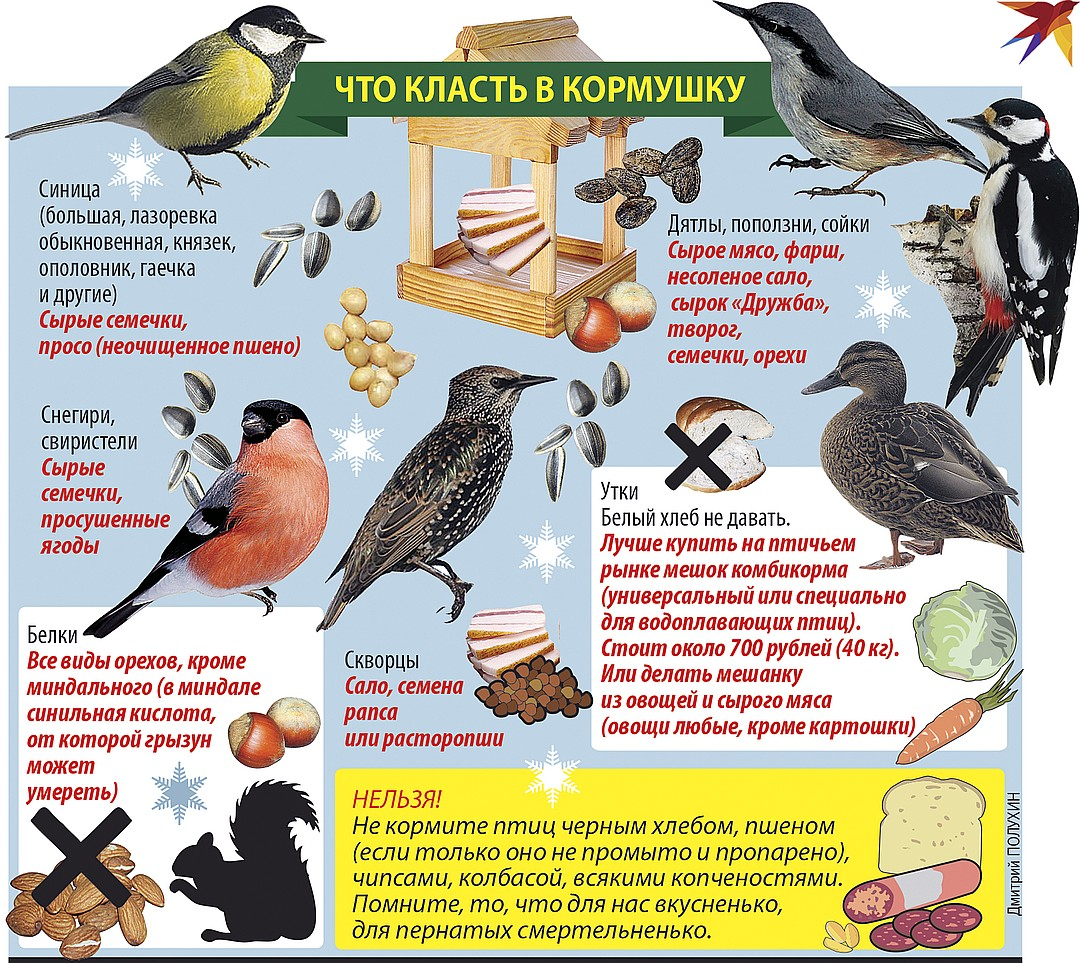 ЧТО КЛАСТЬ В КОРМУШКУ
Синица
(большая, лазоревка
обыкновенная, князек,
ополовник, гаечка
и другие)
Сырые семечки,
просо (неочищенное пшено)
Дятлы, поползни, сойки
Сырое мясо, фарш,
несоленое сало,
сырок «Дружба»,
творог,
семечки, орехи
Снегири,
свиристели
Сырые
семечки,
просушенные
ягоды
Утки
Белый хлеб не давать.
Лучше купить на птичьем
рынке мешок комбикорма
(универсальный или специально
для водоплавающих птиц).
Стоит около 700 рублей (40 кг).
Или делать мешанку
из овощей и сырого мяса
(овощи любые, кроме картошки)
Белки
Все виды орехов, кроме
миндального (в миндале
синильная кислота,
от которой грызун
может
умереть)
Скворцы
Сало, семена
рапса
или расторопши
НЕЛЬЗЯ!
Не кормите птиц черным хлебом, пшеном
(если только оно не промыто и пропарено),
чипсами, колбасой, всякими копченостями.
Помните, то, что для нас вкусненько,
для пернатых смертельненько.
Дмитрий ПОЛУХИН